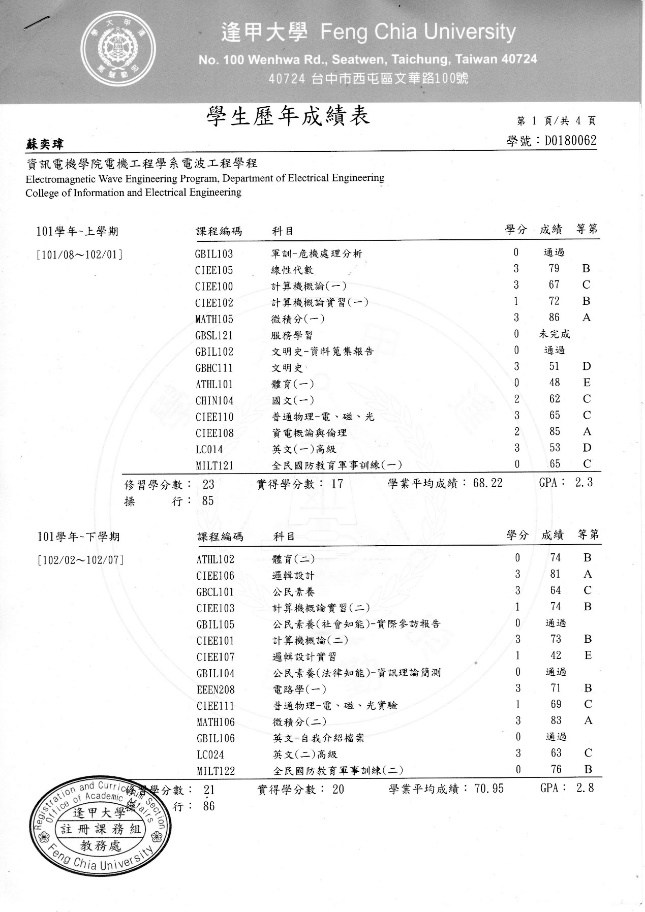 逢甲大學 Feng Chia University
No. 100 Wenhwa Rd., Seatwen, Taichung, Taiwan 40724
40724 台中市西屯區文華路100號
學生歷年成績表
第 1 頁/共 4 頁
蘇奕瑋
學號：D0180062
資訊電機學院電機工程學系電波工程學程
Electromagnetic Wave Engineering Program, Department of Electrical Engineering
College of Information and Electrical Engineering
101學年-上學期 課程編碼 科目 學分 成績 等第
[101/08～102/01] GBIL103 軍訓-危機處理分析 0 通過
CIEE105 線性代數 3 79 B
CIEE100 計算機概論(一) 3 67 C
CIEE102 計算機概論實習(一) 1 72 B
MATH105 微積分(一) 3 86 A
GBSL121 服務學習 0 未完成
GBIL102 文明史-資料蒐集報告 0 通過
GBHC111 文明史 3 51 D
ATHL101 體育(一) 0 48 E
CHIN104 國文(一) 2 62 C
CIEE110 普通物理-電、磁、光 3 65 C
CIEE108 資電概論與倫理 2 85 A
LC014 英文(一)高級 3 53 D
MILT121 全民國防教育軍事訓練(一) 0 65 C
修習學分數： 23 實得學分數： 17 學業平均成績：68.22 GPA： 2.3
操 行： 85
101學年-下學期 課程編碼 科目 學分 成績 等第
[102/02～102/07] ATHL102 體育(二) 0 74 B
CIEE106 邏輯設計 3 81 A
GBCL101 公民素養 3 64 C
CIEE103 計算機概論實習(二) 1 74 B
GBIL105 公民素養(社會知能)-實際參訪報告 0 通過
CIEE101 計算機概論(二) 3 73 B
CIEE107 邏輯設計實習 1 42 E
GBIL104 公民素養(法律知能)-資訊理論簡測 0 通過
EEEN208 電路學(一) 3 71 B
CIEE111 普通物理-電、磁、光實驗 1 69 C
MATH106 微積分(二) 3 83 A
GBIL106 英文-自我介紹檔案 0 通過
LC024 英文(二)高級 3 63 C
MILT122 全民國防教育軍事訓練(二) 0 76 B
修習學分數： 21 實得學分數： 20 學業平均成績：70.95 GPA： 2.8
行： 86
Registration and Curriculum Section
Office of Academic Affairs
逢甲大學
註冊課務組
教務處
Feng Chia University